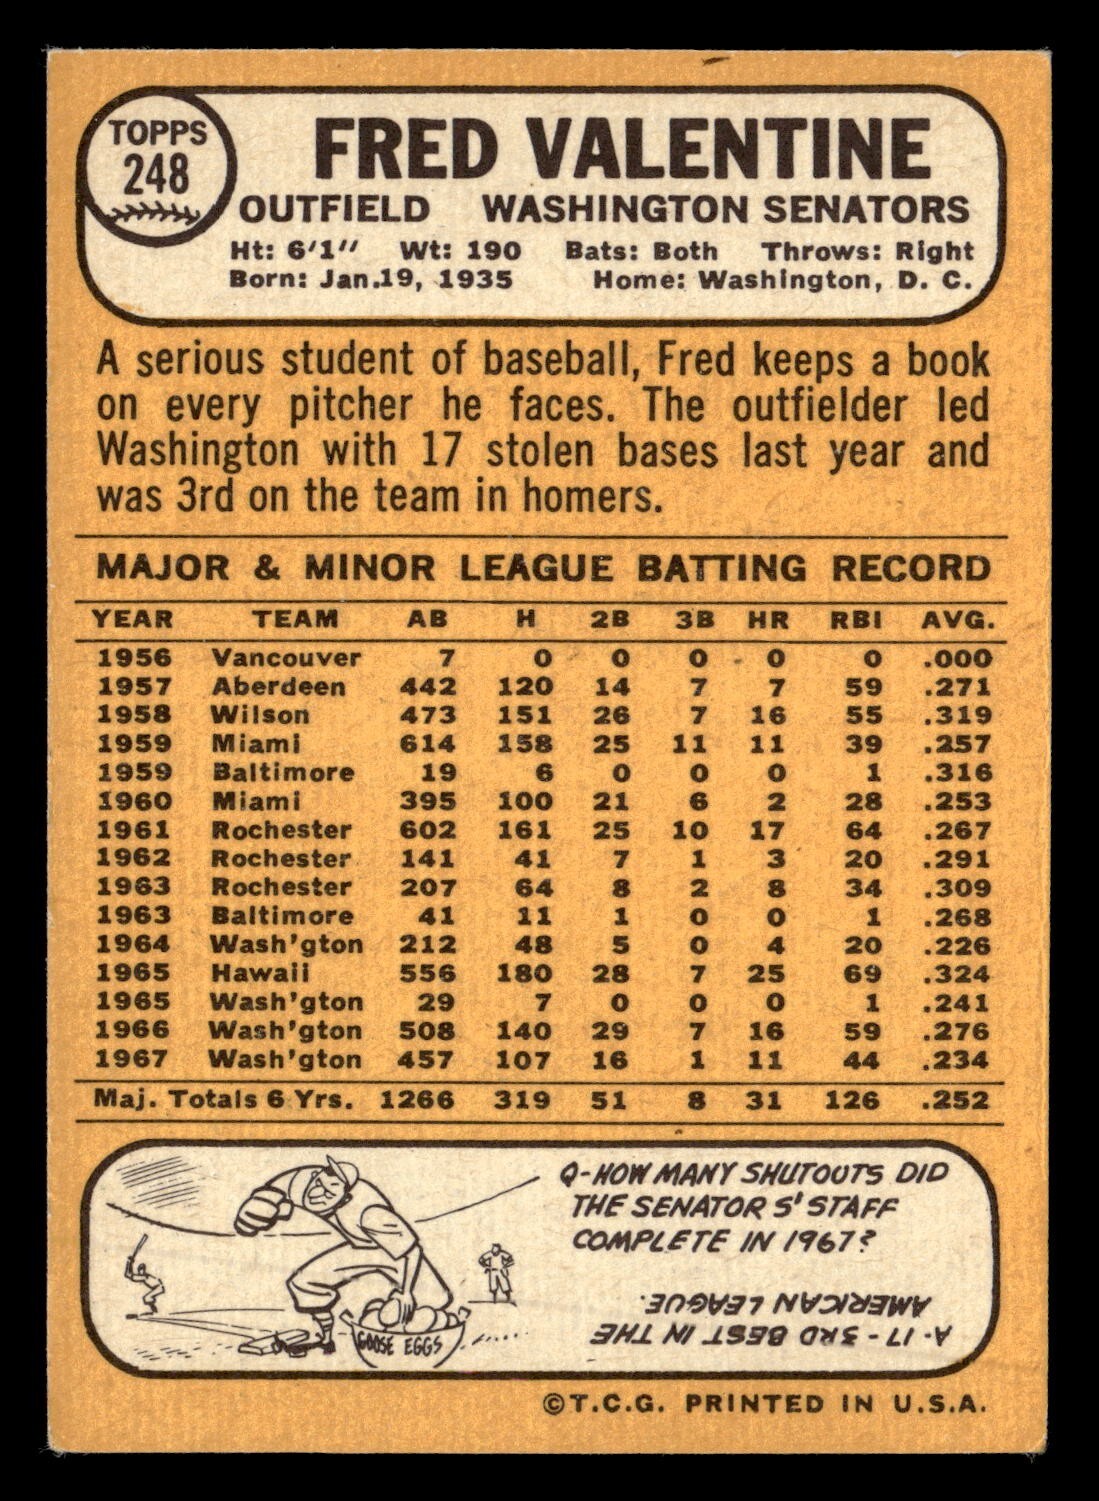 TOPPS
248
FRED VALENTINE
OUTFIELD WASHINGTON SENATORS
Ht: 6'1" Wt: 190 Bats: Both Throws: Right
Born: Jan.19, 1935 Home: Washington, D. C.
A serious student of baseball, Fred keeps a book
on every pitcher he faces. The outfielder led
Washington with 17 stolen bases last year and
was 3rd on the team in homers.
MAJOR & MINOR LEAGUE BATTING RECORD
YEAR TEAM AB H 2B 3B HR RBI AVG.
1956 Vancouver 7 0 0 0 0 0 .000
1957 Aberdeen 442 120 14 7 7 59 .271
1958 Wilson 473 151 26 7 16 55 .319
1959 Miami 614 158 25 11 11 39 .257
1959 Baltimore 19 6 0 0 0 1 .316
1960 Miami 395 100 21 6 2 28 .253
1961 Rochester 602 161 25 10 17 64 .267
1962 Rochester 141 41 7 1 3 20 .291
1963 Rochester 207 64 8 2 8 34 .309
1963 Baltimore 41 11 1 0 0 1 .268
1964 Wash'gton 212 48 5 0 4 20 .226
1965 Hawaii 556 180 28 7 25 69 .324
1965 Wash'gton 29 7 0 0 0 1 .241
1966 Wash'gton 508 140 29 7 16 59 .276
1967 Wash'gton 457 107 16 1 11 44 .234
Maj. Totals 6 Yrs. 1266 319 51 8 31 126 .252
Q-HOW MANY SHUTOUTS DID
THE SENATORS' STAFF
COMPLETE IN 1967?
A-17 - 3RD BEST IN THE
AMERICAN LEAGUE.
GOOSE EGGS
©T.C.G. PRINTED IN U.S.A.